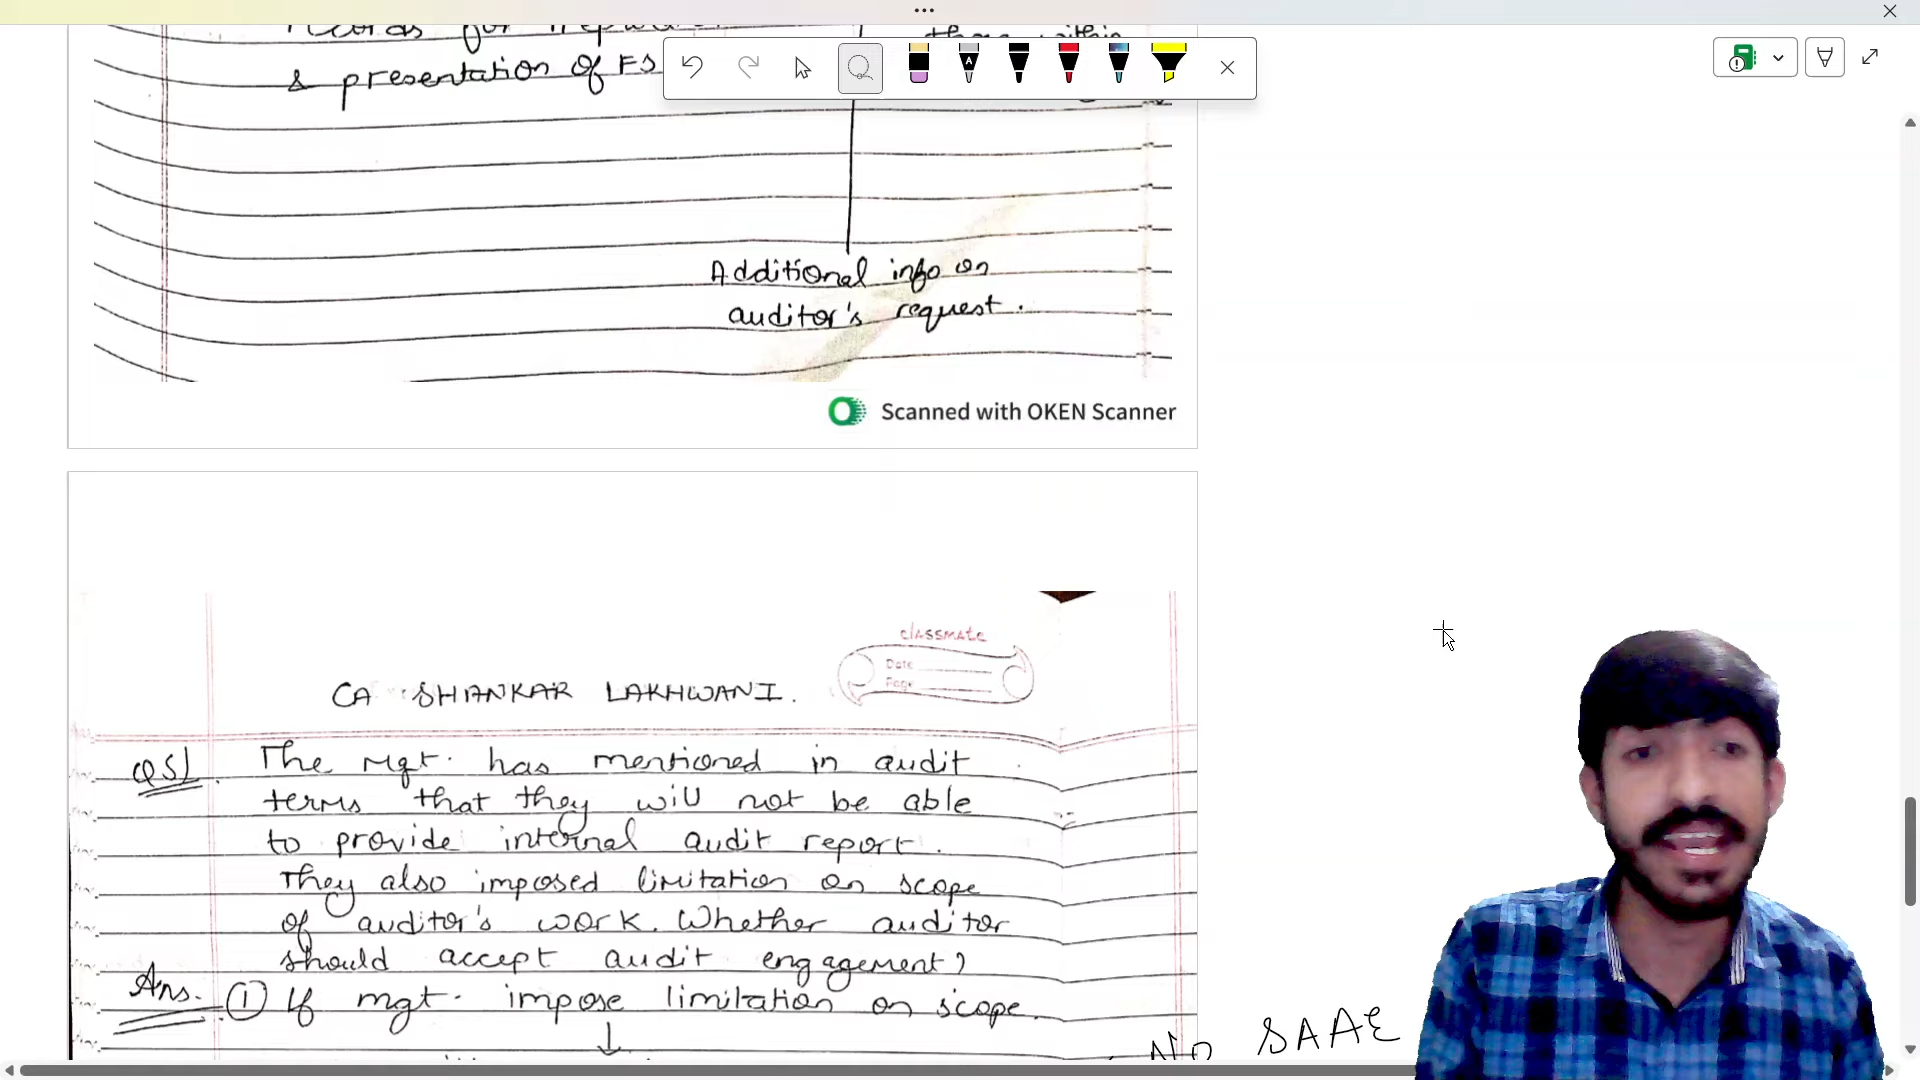 & presentation of FS
Additional info on
auditor's request.
Scanned with OKEN Scanner
classmate
Date
Page
CA SHANKAR LAKHWANI.
Q5/. The Mgt. has mentioned in audit
terms that they will not be able
to provide internal audit report.
They also imposed limitation on scope
of auditor's work. Whether auditor
should accept audit engagement?
Ans. ① If mgt. impose limitation on scope.
↓
No SAAE